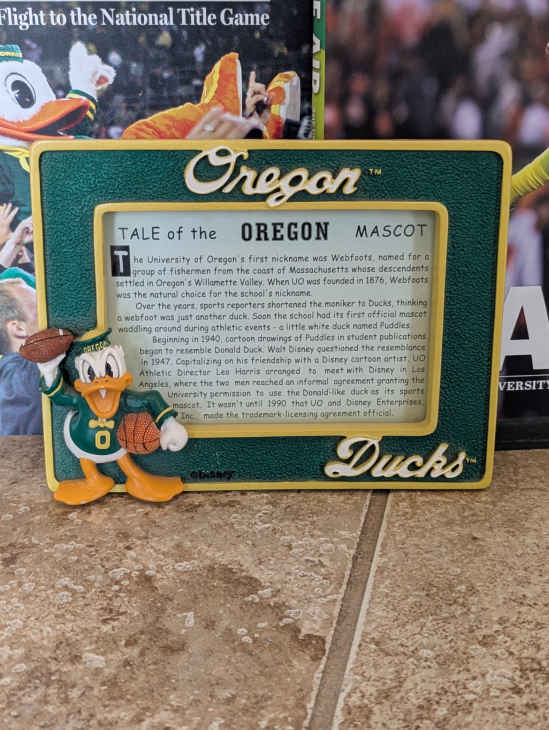 Flight to the National Title Game
Oregon™
TALE of the OREGON MASCOT
The University of Oregon's first nickname was Webfoots, named for a
group of fishermen from the coast of Massachusetts whose descendents
settled in Oregon's Willamette Valley. When UO was founded in 1876, Webfoots
was the natural choice for the school's nickname.
Over the years, sports reporters shortened the moniker to Ducks, thinking
a webfoot was just another duck. Soon the school had its first official mascot
waddling around during athletic events - a little white duck named Puddles.
Beginning in 1940, cartoon drawings of Puddles in student publications
began to resemble Donald Duck. Walt Disney questioned the resemblance
in 1947. Capitalizing on his friendship with a Disney cartoon artist, UO
Athletic Director Leo Harris arranged to meet with Disney in Los
Angeles, where the two men reached an informal agreement granting the
University permission to use the Donald-like duck as its sports
mascot. It wasn't until 1990 that UO and Disney Enterprises,
Inc. made the trademark-licensing agreement official.
OREGON
O
©Disney
Ducks™
A
VERSITY